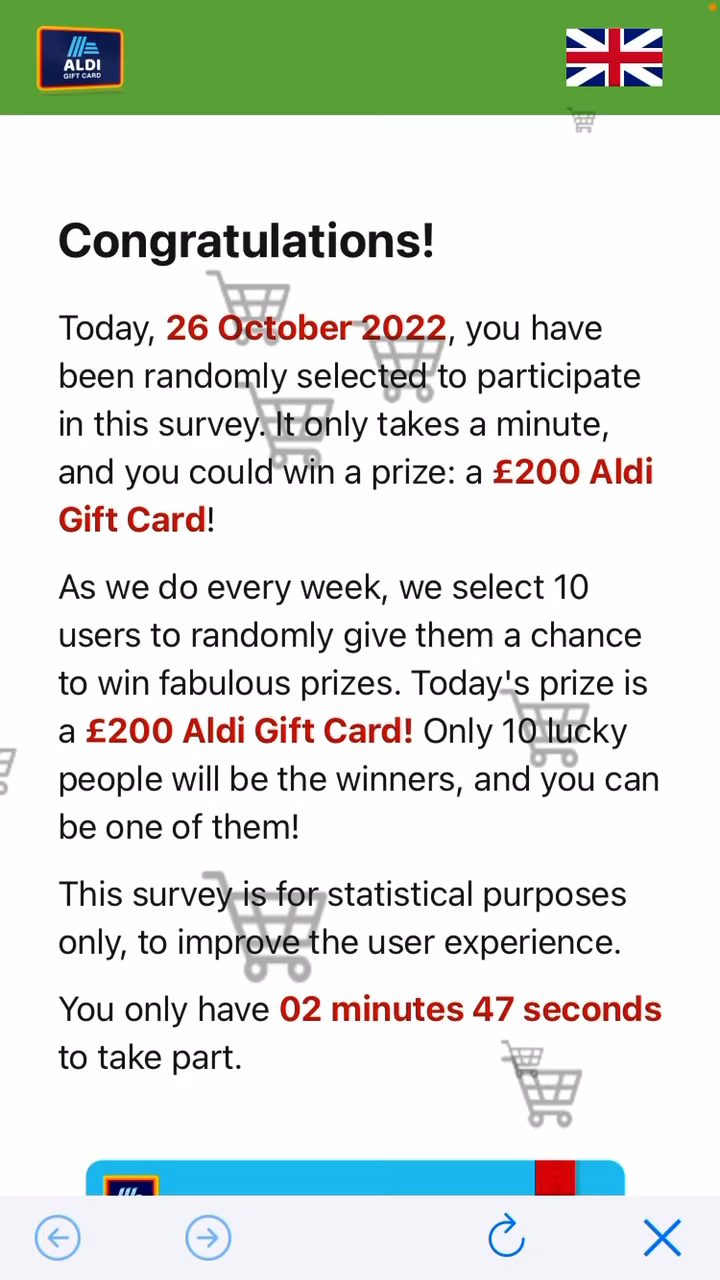 ALDI
GIFT CARD
Congratulations!
Today, 26 October 2022, you have
been randomly selected to participate
in this survey. It only takes a minute,
and you could win a prize: a £200 Aldi
Gift Card!
As we do every week, we select 10
users to randomly give them a chance
to win fabulous prizes. Today's prize is
a £200 Aldi Gift Card! Only 10 lucky
people will be the winners, and you can
be one of them!
This survey is for statistical purposes
only, to improve the user experience.
You only have 02 minutes 47 seconds
to take part.